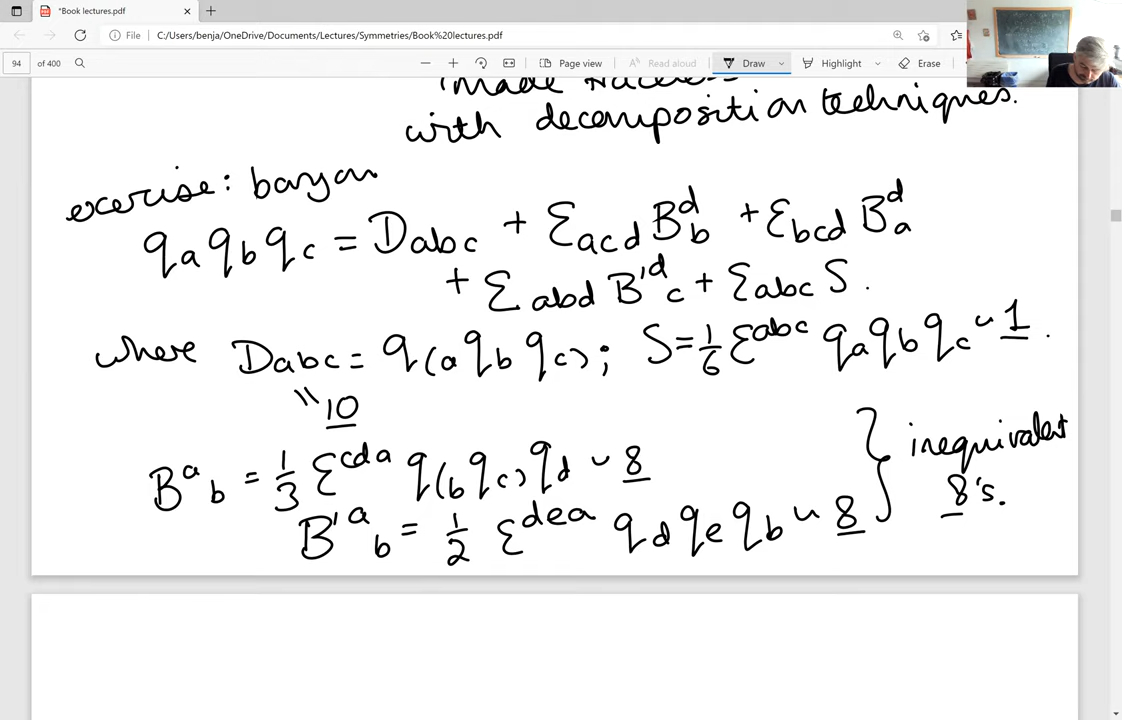 *Book lectures.pdf
File C:/Users/benja/OneDrive/Documents/Lectures/Symmetries/Book%20lectures.pdf
94 of 400 Page view Read aloud Draw Highlight Erase
made
with decomposition techniques.
exercise: baryon
q_a q_b q_c = D_abc + ε_acd B^d_b + ε_bcd B^d_a
+ ε_abd B'^d_c + ε_abc S .
where D_abc = q_(a q_b q_c) ; S = 1/6 ε^abc q_a q_b q_c ~ 1 .
~ 10
B^a_b = 1/3 ε^cda q_(b q_c) q_d ~ 8
B'^a_b = 1/2 ε^dea q_d q_e q_b ~ 8
} inequivalent
8's.